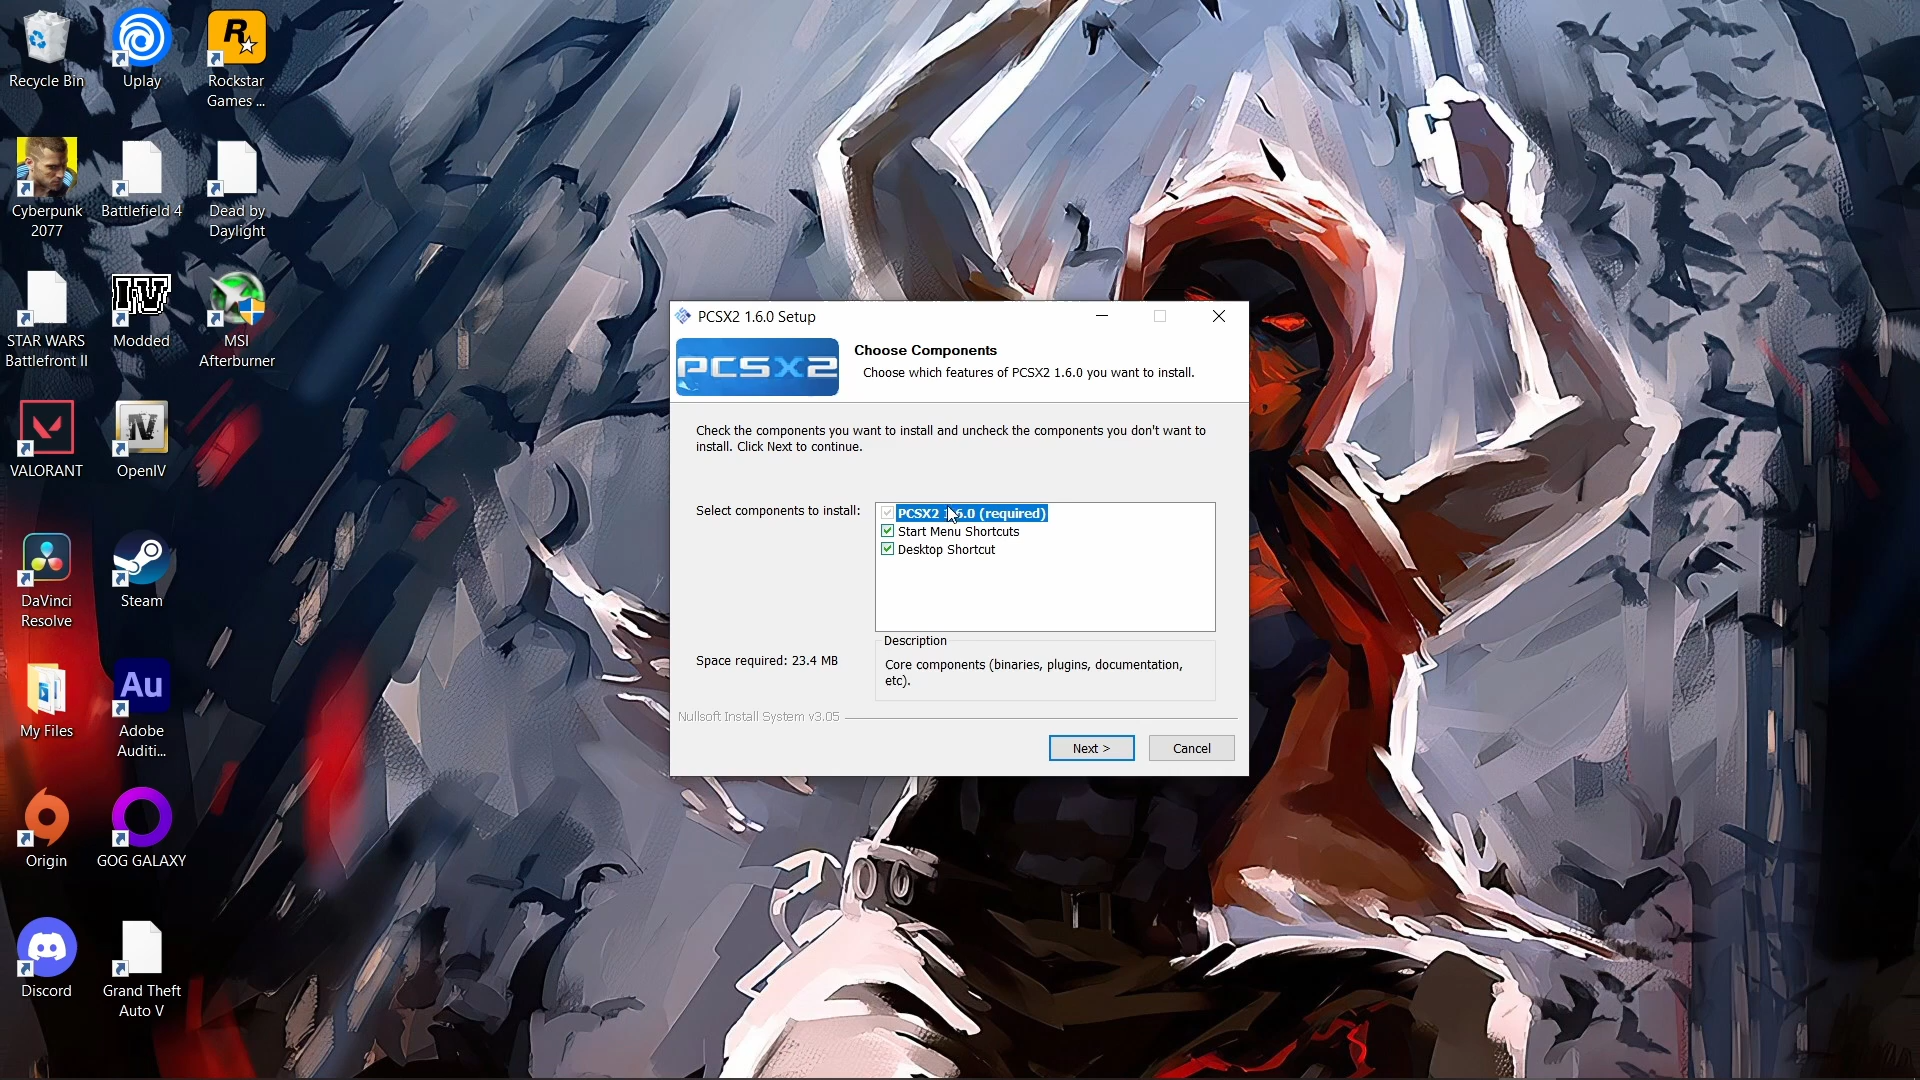 Recycle Bin
Uplay
Rockstar
Games ...
Cyberpunk
2077
Battlefield 4
Dead by
Daylight
STAR WARS
Battlefront II
IV
Modded
MSI
Afterburner
VALORANT
IV
OpenIV
DaVinci
Resolve
Steam
My Files
Au
Adobe
Auditi...
Origin
GOG GALAXY
Discord
Grand Theft
Auto V
PCSX2 1.6.0 Setup
PCSX2
Choose Components
Choose which features of PCSX2 1.6.0 you want to install.
Check the components you want to install and uncheck the components you don't want to
install. Click Next to continue.
Select components to install:
PCSX2 1.6.0 (required)
Start Menu Shortcuts
Desktop Shortcut
Space required: 23.4 MB
Description
Core components (binaries, plugins, documentation,
etc).
Nullsoft Install System v3.05
Next >
Cancel